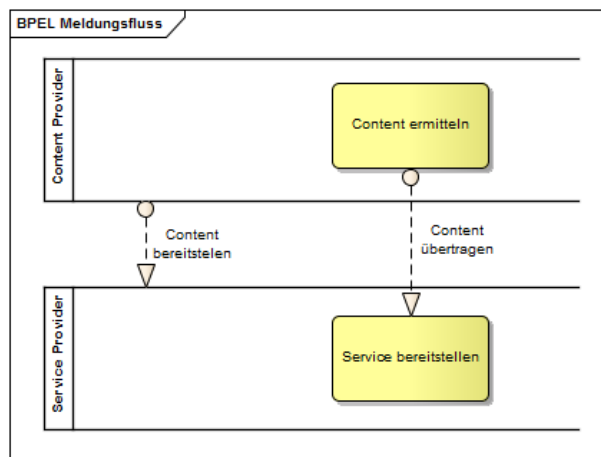 BPEL Meldungsfluss
Content Provider
Content ermitteln
Content
bereitstelen
Content
übertragen
Service Provider
Service bereitstellen